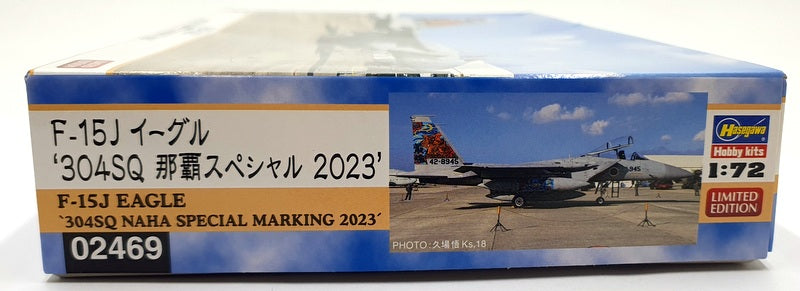 F-15J イーグル
‘304SQ 那覇スペシャル 2023’
F-15J EAGLE
`304SQ NAHA SPECIAL MARKING 2023´
02469
42-8945
945
PHOTO:久場悟 Ks,18
Hasegawa
Hobby kits
1:72
LIMITED
EDITION